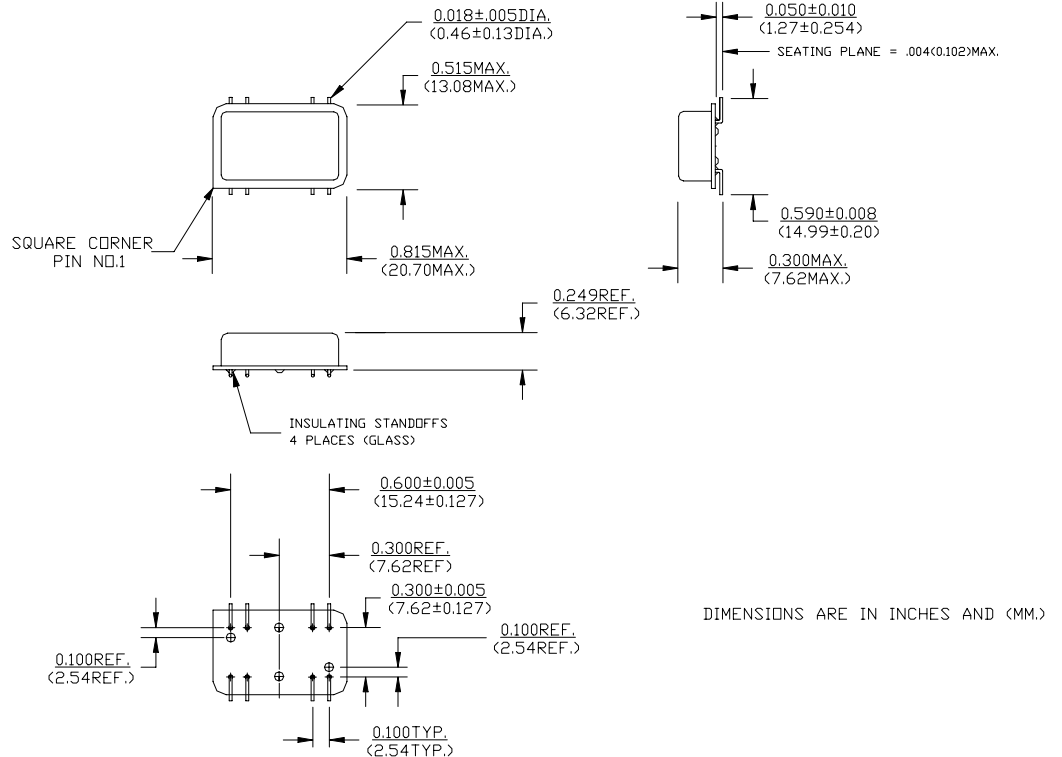 0.018±.005DIA.
(0.46±0.13DIA.)
0.515MAX.
(13.08MAX.)
SQUARE CORNER
PIN NO.1
0.815MAX.
(20.70MAX.)
0.050±0.010
(1.27±0.254)
SEATING PLANE = .004(0.102)MAX.
0.590±0.008
(14.99±0.20)
0.300MAX.
(7.62MAX.)
0.249REF.
(6.32REF.)
INSULATING STANDOFFS
4 PLACES (GLASS)
0.600±0.005
(15.24±0.127)
0.300REF.
(7.62REF)
0.300±0.005
(7.62±0.127)
0.100REF.
(2.54REF.)
0.100REF.
(2.54REF.)
0.100TYP.
(2.54TYP.)
DIMENSIONS ARE IN INCHES AND (MM.)